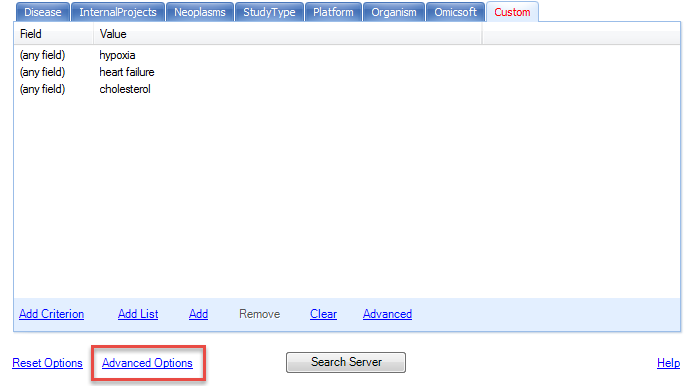 Disease InternalProjects Neoplasms StudyType Platform Organism Omicsoft Custom
Field Value
(any field) hypoxia
(any field) heart failure
(any field) cholesterol
Add Criterion Add List Add Remove Clear Advanced
Reset Options Advanced Options Search Server Help